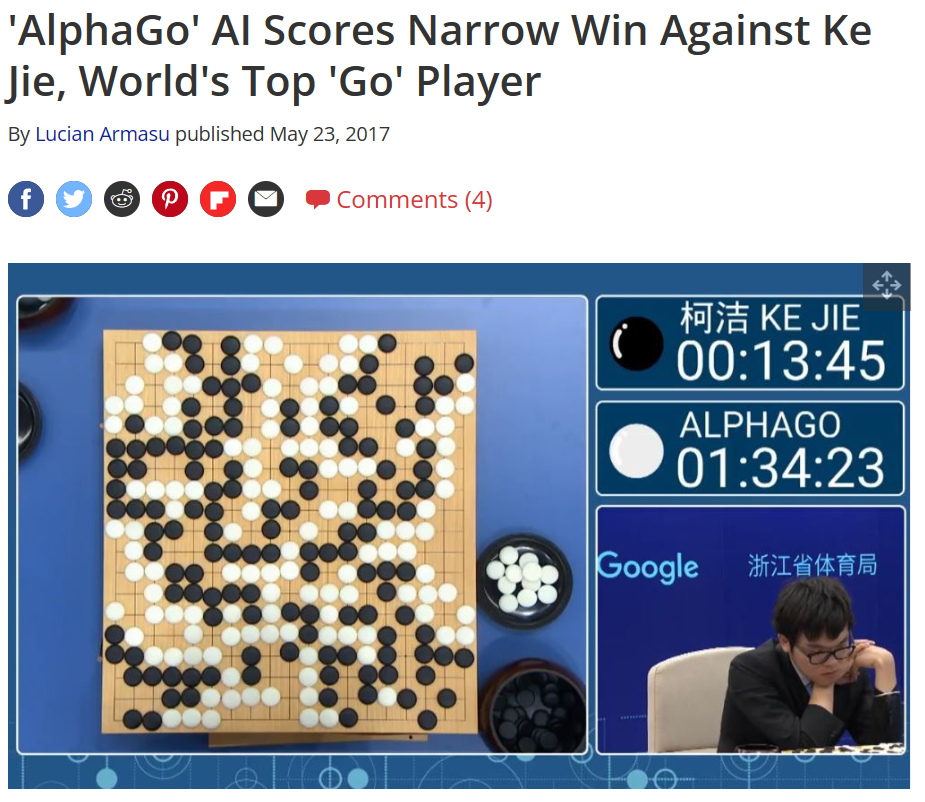 'AlphaGo' AI Scores Narrow Win Against Ke
Jie, World's Top 'Go' Player
By Lucian Armasu published May 23, 2017
Comments (4)
柯洁 KE JIE
00:13:45
ALPHAGO
01:34:23
Google 浙江省体育局